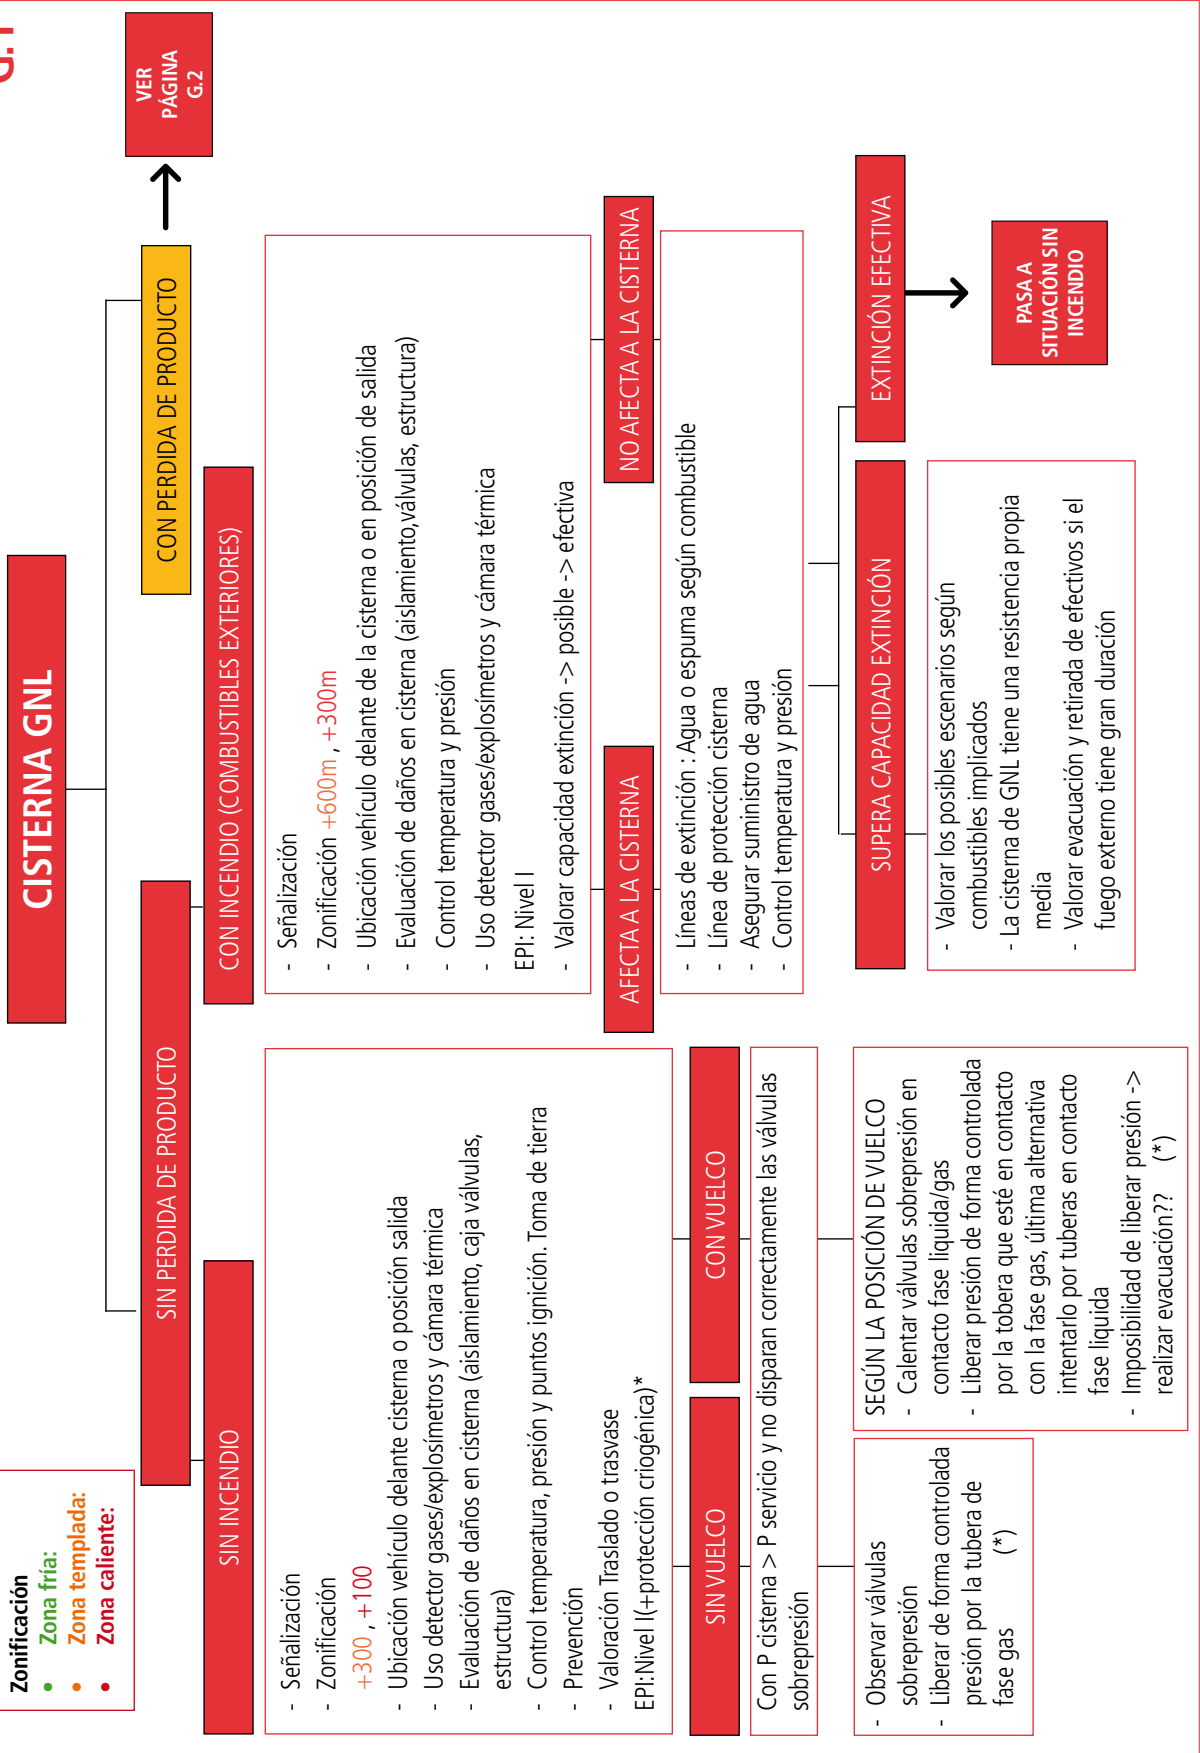 G.1
Zonificación
• Zona fría:
• Zona templada:
• Zona caliente:
CISTERNA GNL
SIN PERDIDA DE PRODUCTO
CON PERDIDA DE PRODUCTO
VER
PÁGINA
G.2
SIN INCENDIO
- Señalización
- Zonificación
+300 , +100
- Ubicación vehículo delante cisterna o posición salida
- Uso detector gases/explosímetros y cámara térmica
- Evaluación de daños en cisterna (aislamiento, caja válvulas,
estructura)
- Control temperatura, presión y puntos ignición. Toma de tierra
- Prevención
- Valoración Traslado o trasvase
EPI:Nivel I(+protección criogénica)*
SIN VUELCO
CON VUELCO
Con P cisterna > P servicio y no disparan correctamente las válvulas
sobrepresión
- Observar válvulas
sobrepresión
- Liberar de forma controlada
presión por la tubera de
fase gas (*)
SEGÚN LA POSICIÓN DE VUELCO
- Calentar válvulas sobrepresión en
contacto fase liquida/gas
- Liberar presión de forma controlada
por la tobera que esté en contacto
con la fase gas, última alternativa
intentarlo por tuberas en contacto
fase liquida
- Imposibilidad de liberar presión ->
realizar evacuación?? (*)
CON INCENDIO (COMBUSTIBLES EXTERIORES)
- Señalización
- Zonificación +600m , +300m
- Ubicación vehículo delante de la cisterna o en posición de salida
- Evaluación de daños en cisterna (aislamiento,válvulas, estructura)
- Control temperatura y presión
- Uso detector gases/explosímetros y cámara térmica
EPI: Nivel I
- Valorar capacidad extinción -> posible -> efectiva
AFECTA A LA CISTERNA
NO AFECTA A LA CISTERNA
- Líneas de extinción : Agua o espuma según combustible
- Línea de protección cisterna
- Asegurar suministro de agua
- Control temperatura y presión
SUPERA CAPACIDAD EXTINCIÓN
EXTINCIÓN EFECTIVA
- Valorar los posibles escenarios según
combustibles implicados
- La cisterna de GNL tiene una resistencia propia
media
- Valorar evacuación y retirada de efectivos si el
fuego externo tiene gran duración
PASA A
SITUACIÓN SIN
INCENDIO